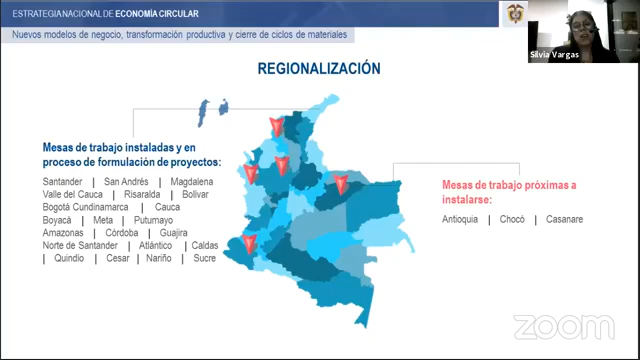 ESTRATEGIA NACIONAL DE ECONOMÍA CIRCULAR
Nuevos modelos de negocio, transformación productiva y cierre de ciclos de materiales
Silvia Vargas
REGIONALIZACIÓN
Mesas de trabajo instaladas y en
proceso de formulación de proyectos:
Santander | San Andrés | Magdalena
Valle del Cauca | Risaralda | Bolívar
Bogotá Cundinamarca | Cauca
Boyacá | Meta | Putumayo
Amazonas | Córdoba | Guajira
Norte de Santander | Atlántico | Caldas
| Quindío | Cesar | Nariño | Sucre
Mesas de trabajo próximas a
instalarse:
Antioquia | Chocó | Casanare
zoom